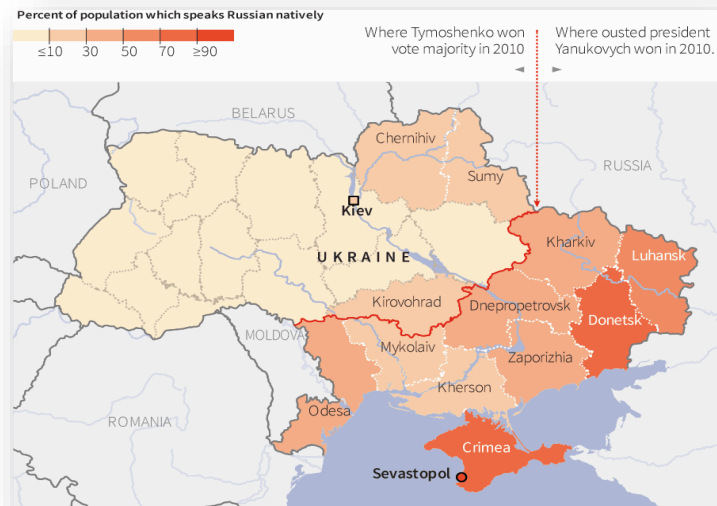 Percent of population which speaks Russian natively
≤10 30 50 70 ≥90
Where Tymoshenko won
vote majority in 2010
Where ousted president
Yanukovych won in 2010.
BELARUS
Chernihiv
RUSSIA
POLAND
Sumy
Kiev
Kharkiv
UKRAINE
Luhansk
Kirovohrad
Dnepropetrovsk
Donetsk
MOLDOVA
Mykolaiv
Zaporizhia
Kherson
Odesa
ROMANIA
Crimea
Sevastopol